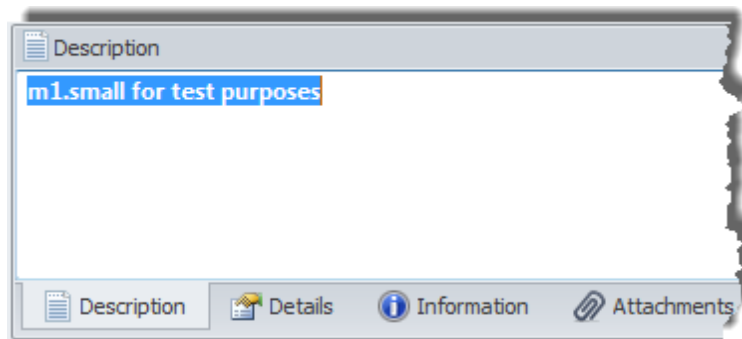 Description
m1.small for test purposes
Description Details Information Attachments